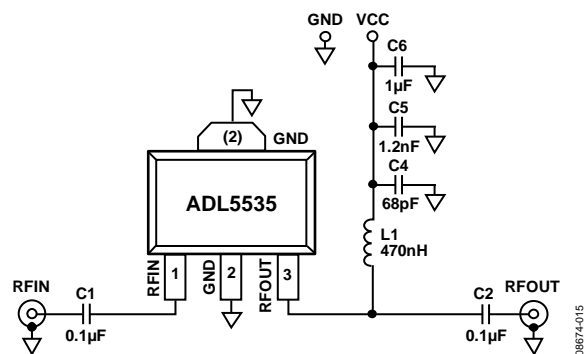 GND VCC
C6
1µF
C5
1.2nF
C4
68pF
(2) GND
ADL5535
L1
470nH
RFIN GND RFOUT
1 2 3
RFIN C1 C2 RFOUT
0.1µF 0.1µF
08674-015